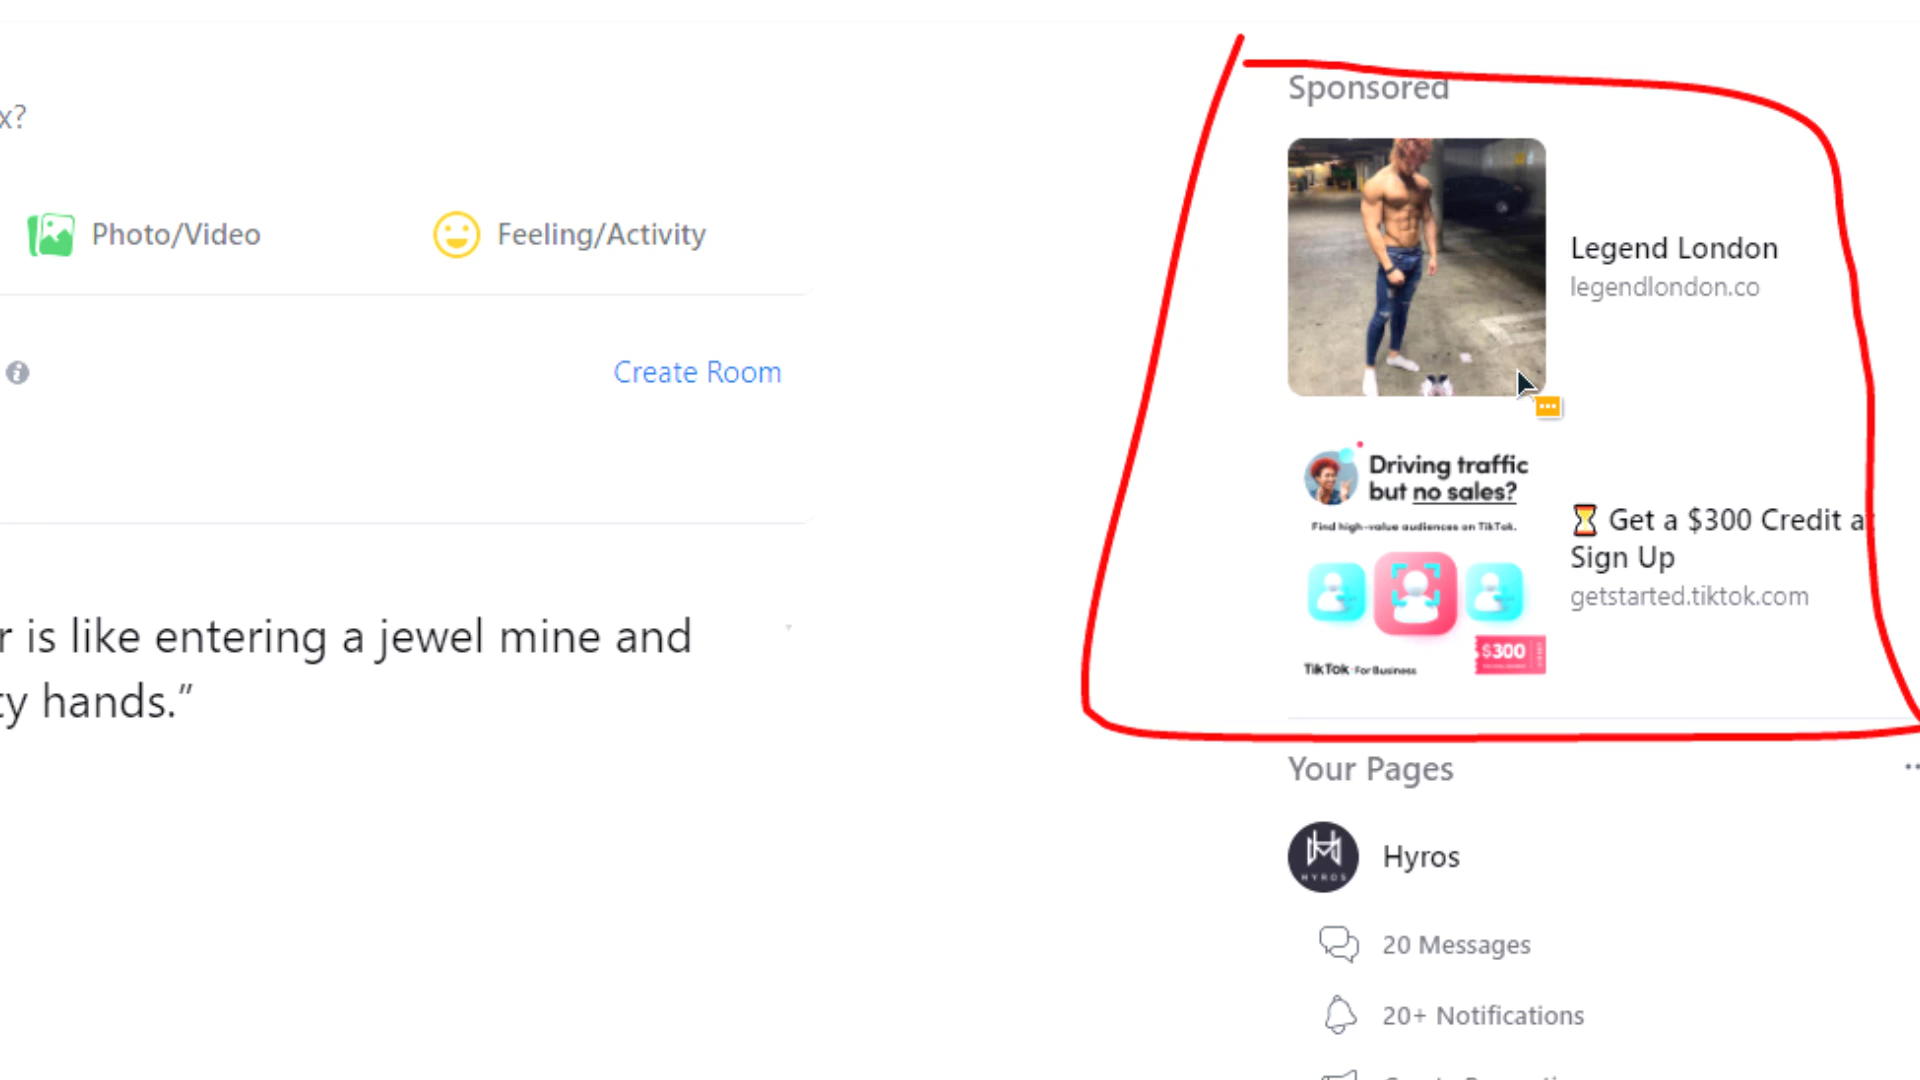 x?
Photo/Video
Feeling/Activity
Create Room
r is like entering a jewel mine and
ty hands.”
Sponsored
Legend London
legendlondon.co
Driving traffic
but no sales?
Find high-value audiences on TikTok.
$300
TikTok For Business
⏳ Get a $300 Credit a
Sign Up
getstarted.tiktok.com
Your Pages
HYROS
Hyros
20 Messages
20+ Notifications